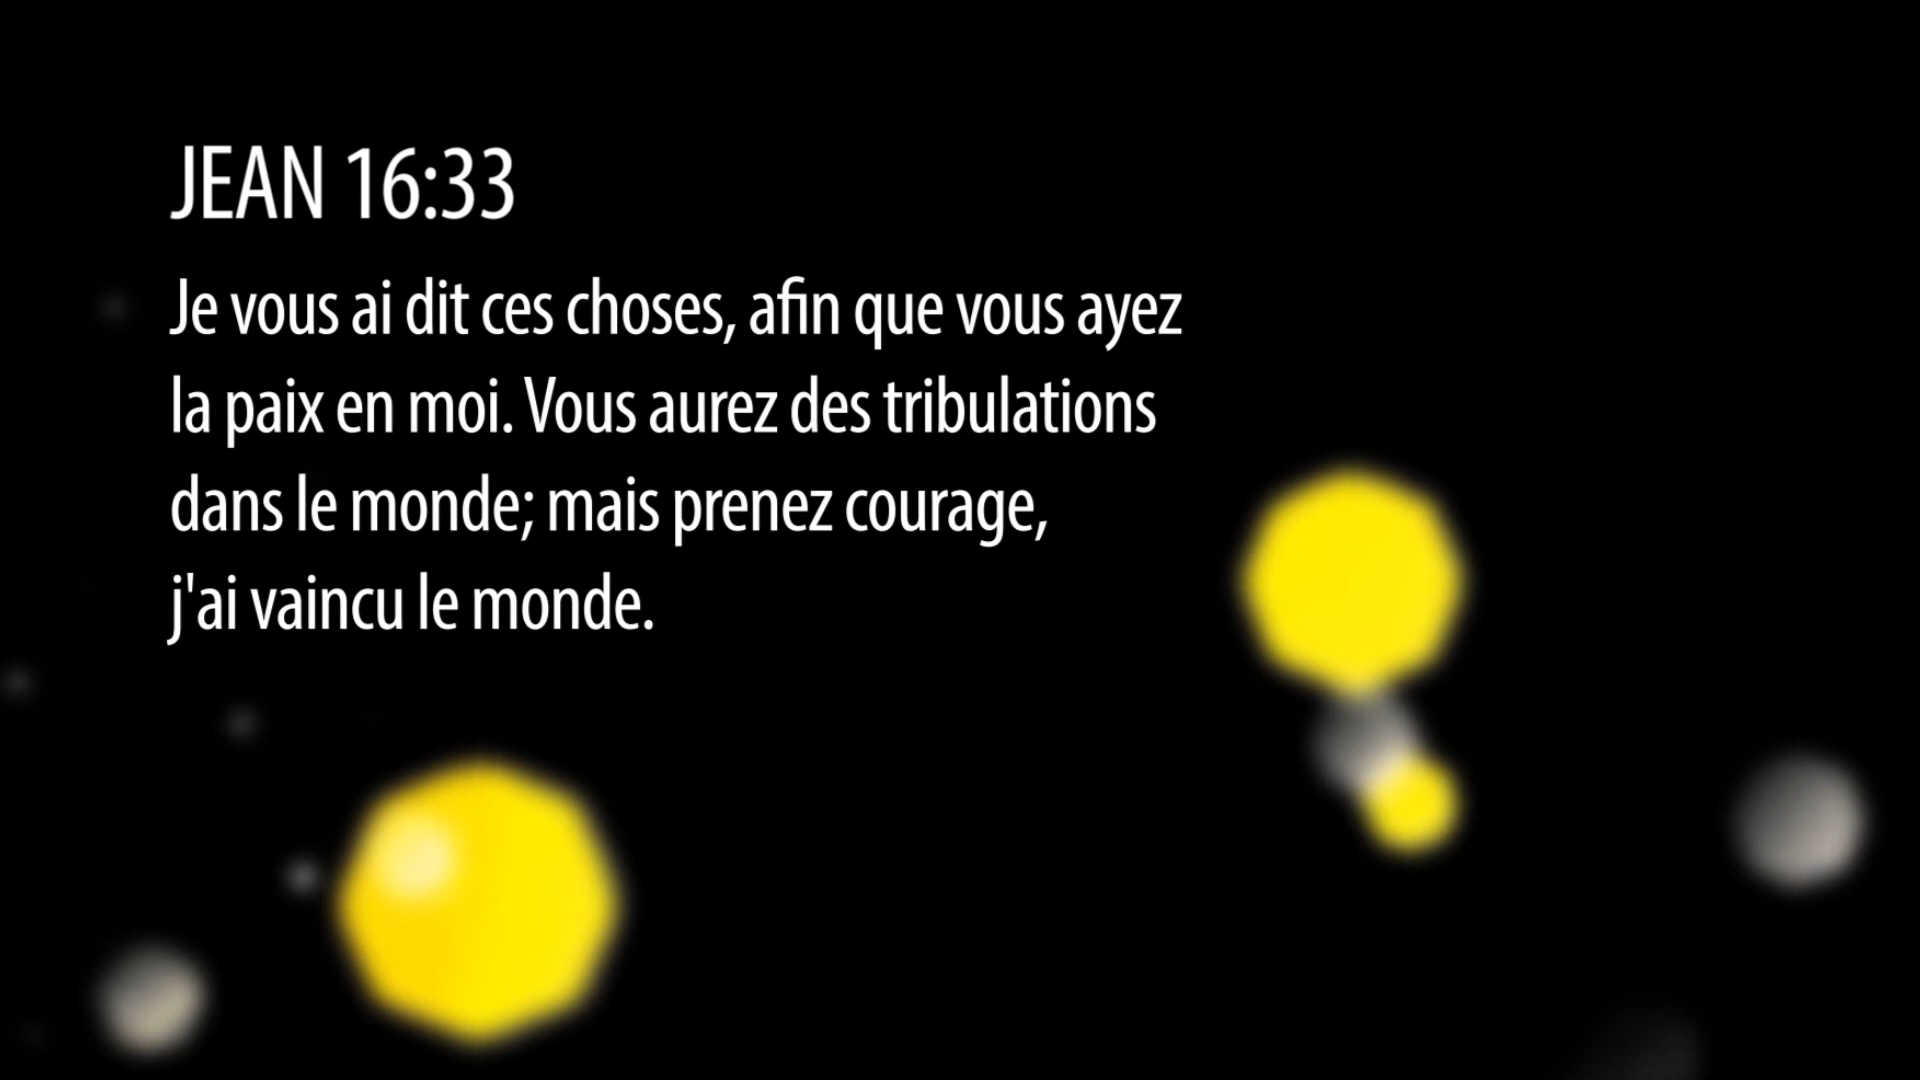 JEAN 16:33
Je vous ai dit ces choses, afin que vous ayez
la paix en moi. Vous aurez des tribulations
dans le monde; mais prenez courage,
j'ai vaincu le monde.